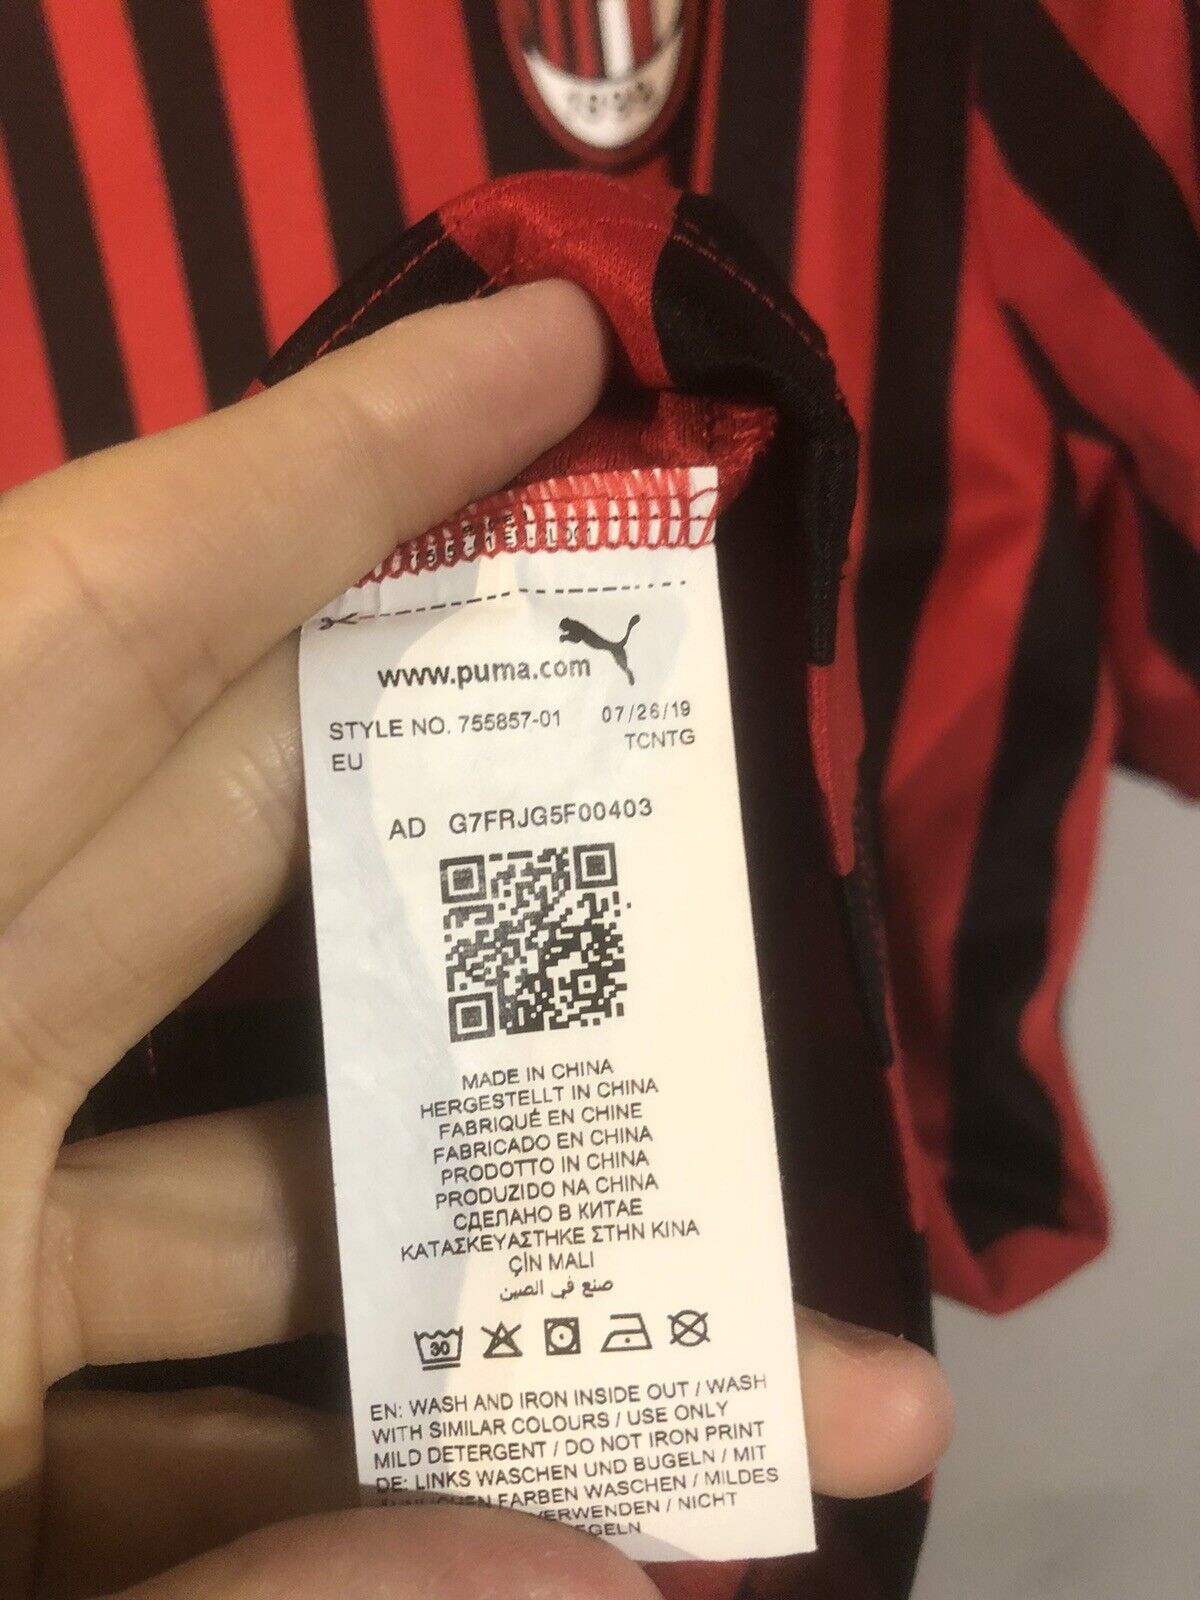 www.puma.com
STYLE NO. 755857-01 07/26/19
EU TCNTG
AD G7FRJG5F00403
MADE IN CHINA
HERGESTELLT IN CHINA
FABRIQUÉ EN CHINE
FABRICADO EN CHINA
PRODOTTO IN CHINA
PRODUZIDO NA CHINA
СДЕЛАНО В КИТАЕ
ΚΑΤΑΣΚΕΥΑΣΤΗΚΕ ΣΤΗΝ ΚΙΝΑ
ÇİN MALI
صنع في الصين
30
EN: WASH AND IRON INSIDE OUT / WASH
WITH SIMILAR COLOURS / USE ONLY
MILD DETERGENT / DO NOT IRON PRINT
DE: LINKS WASCHEN UND BUGELN / MIT
FARBEN WASCHEN / MILDES
VERWENDEN / NICHT